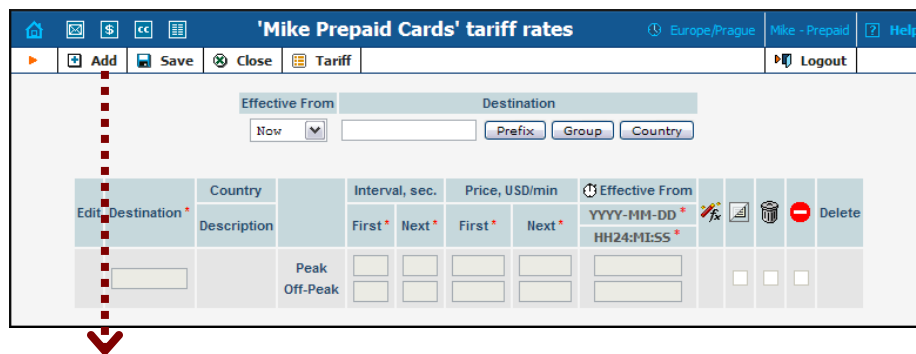 $ cc 'Mike Prepaid Cards' tariff rates Europe/Prague Mike - Prepaid ? Help
Add Save Close Tariff Logout
Effective From Destination
Now Prefix Group Country
Country Interval, sec. Price, USD/min Effective From
Edit Destination * Description First * Next * First * Next * YYYY-MM-DD * fx Delete
HH24:MI:SS *
Peak
Off-Peak